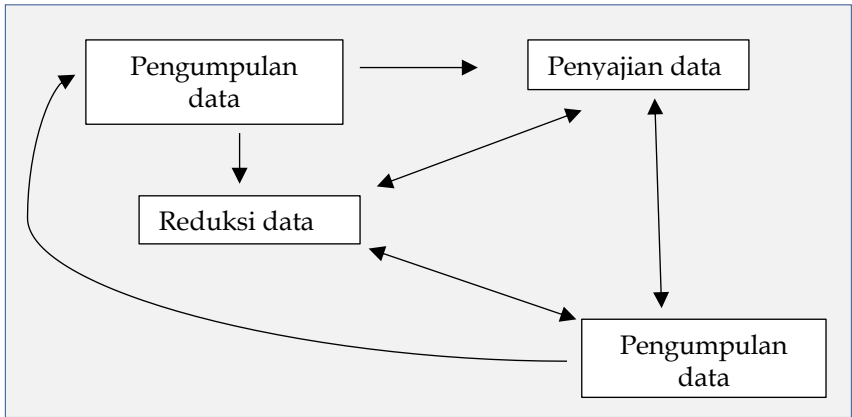 Pengumpulan
data
Penyajian data
Reduksi data
Pengumpulan
data